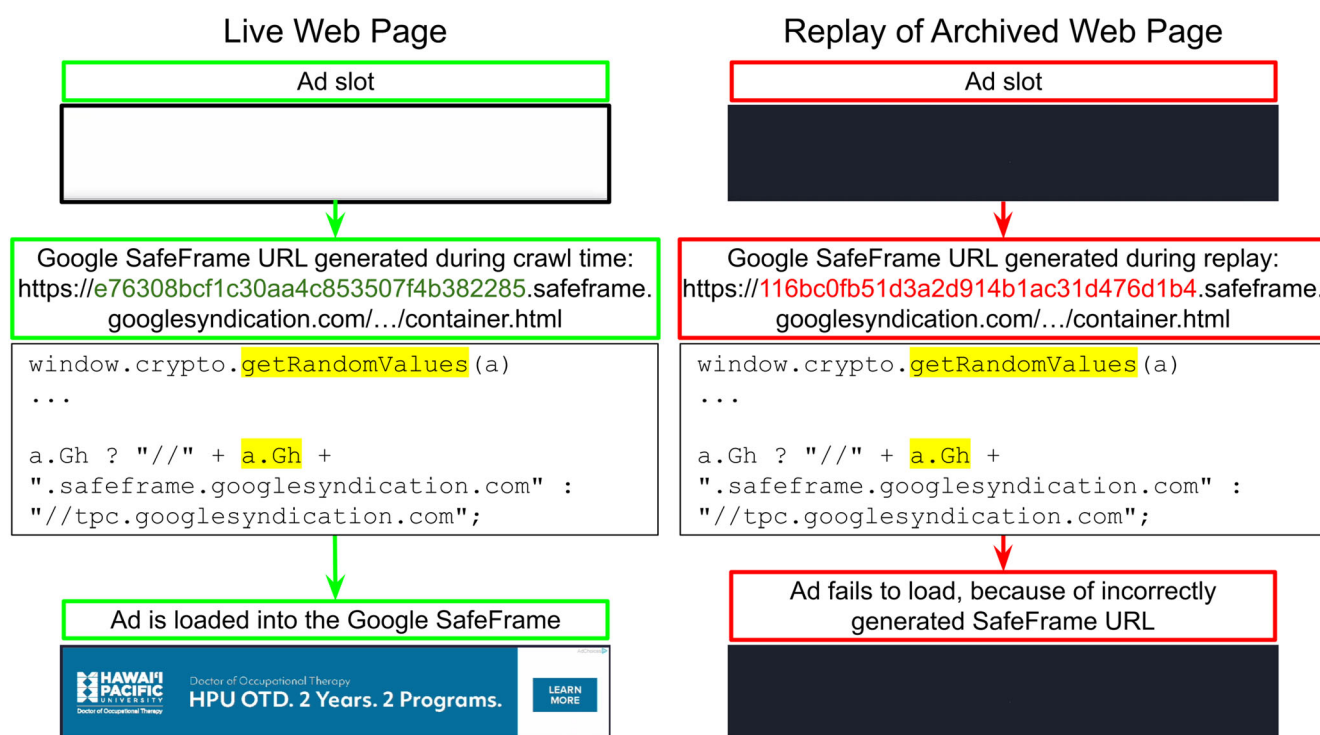 Live Web Page
Ad slot
Google SafeFrame URL generated during crawl time:
https://e76308bcf1c30aa4c853507f4b382285.safeframe.
googlesyndication.com/…/container.html
window.crypto.getRandomValues(a)
...
a.Gh ? "//" + a.Gh +
".safeframe.googlesyndication.com" :
"//tpc.googlesyndication.com";
Ad is loaded into the Google SafeFrame
HAWAI'I
PACIFIC
UNIVERSITY
Doctor of Occupational Therapy
Doctor of Occupational Therapy
HPU OTD. 2 Years. 2 Programs.
LEARN
MORE
Replay of Archived Web Page
Ad slot
Google SafeFrame URL generated during replay:
https://116bc0fb51d3a2d914b1ac31d476d1b4.safeframe.
googlesyndication.com/…/container.html
window.crypto.getRandomValues(a)
...
a.Gh ? "//" + a.Gh +
".safeframe.googlesyndication.com" :
"//tpc.googlesyndication.com";
Ad fails to load, because of incorrectly
generated SafeFrame URL